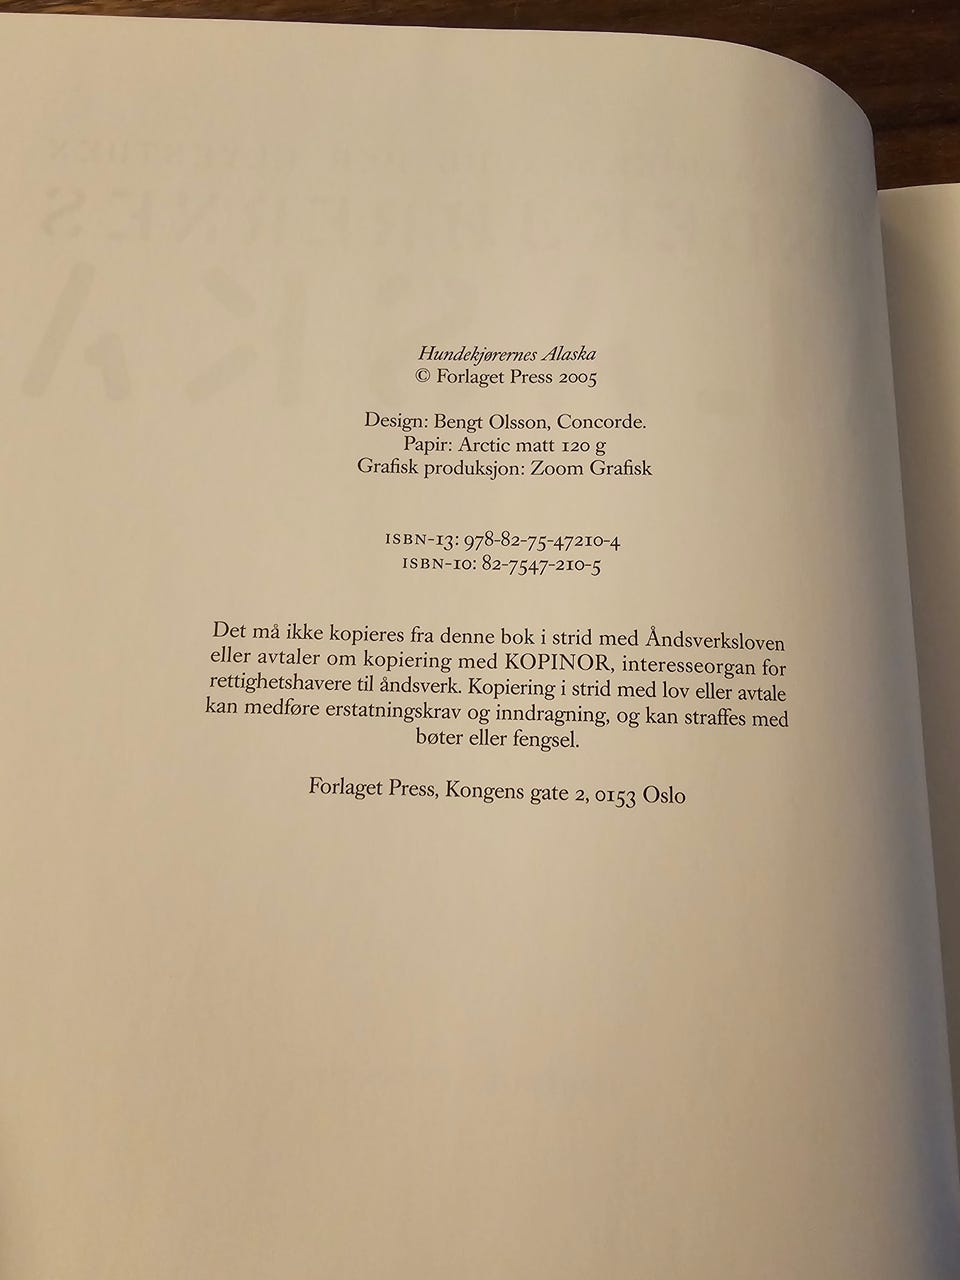 Hundekjørernes Alaska
© Forlaget Press 2005
Design: Bengt Olsson, Concorde.
Papir: Arctic matt 120 g
Grafisk produksjon: Zoom Grafisk
ISBN-13: 978-82-75-47210-4
ISBN-10: 82-7547-210-5
Det må ikke kopieres fra denne bok i strid med Åndsverksloven
eller avtaler om kopiering med KOPINOR, interesseorgan for
rettighetshavere til åndsverk. Kopiering i strid med lov eller avtale
kan medføre erstatningskrav og inndragning, og kan straffes med
bøter eller fengsel.
Forlaget Press, Kongens gate 2, 0153 Oslo